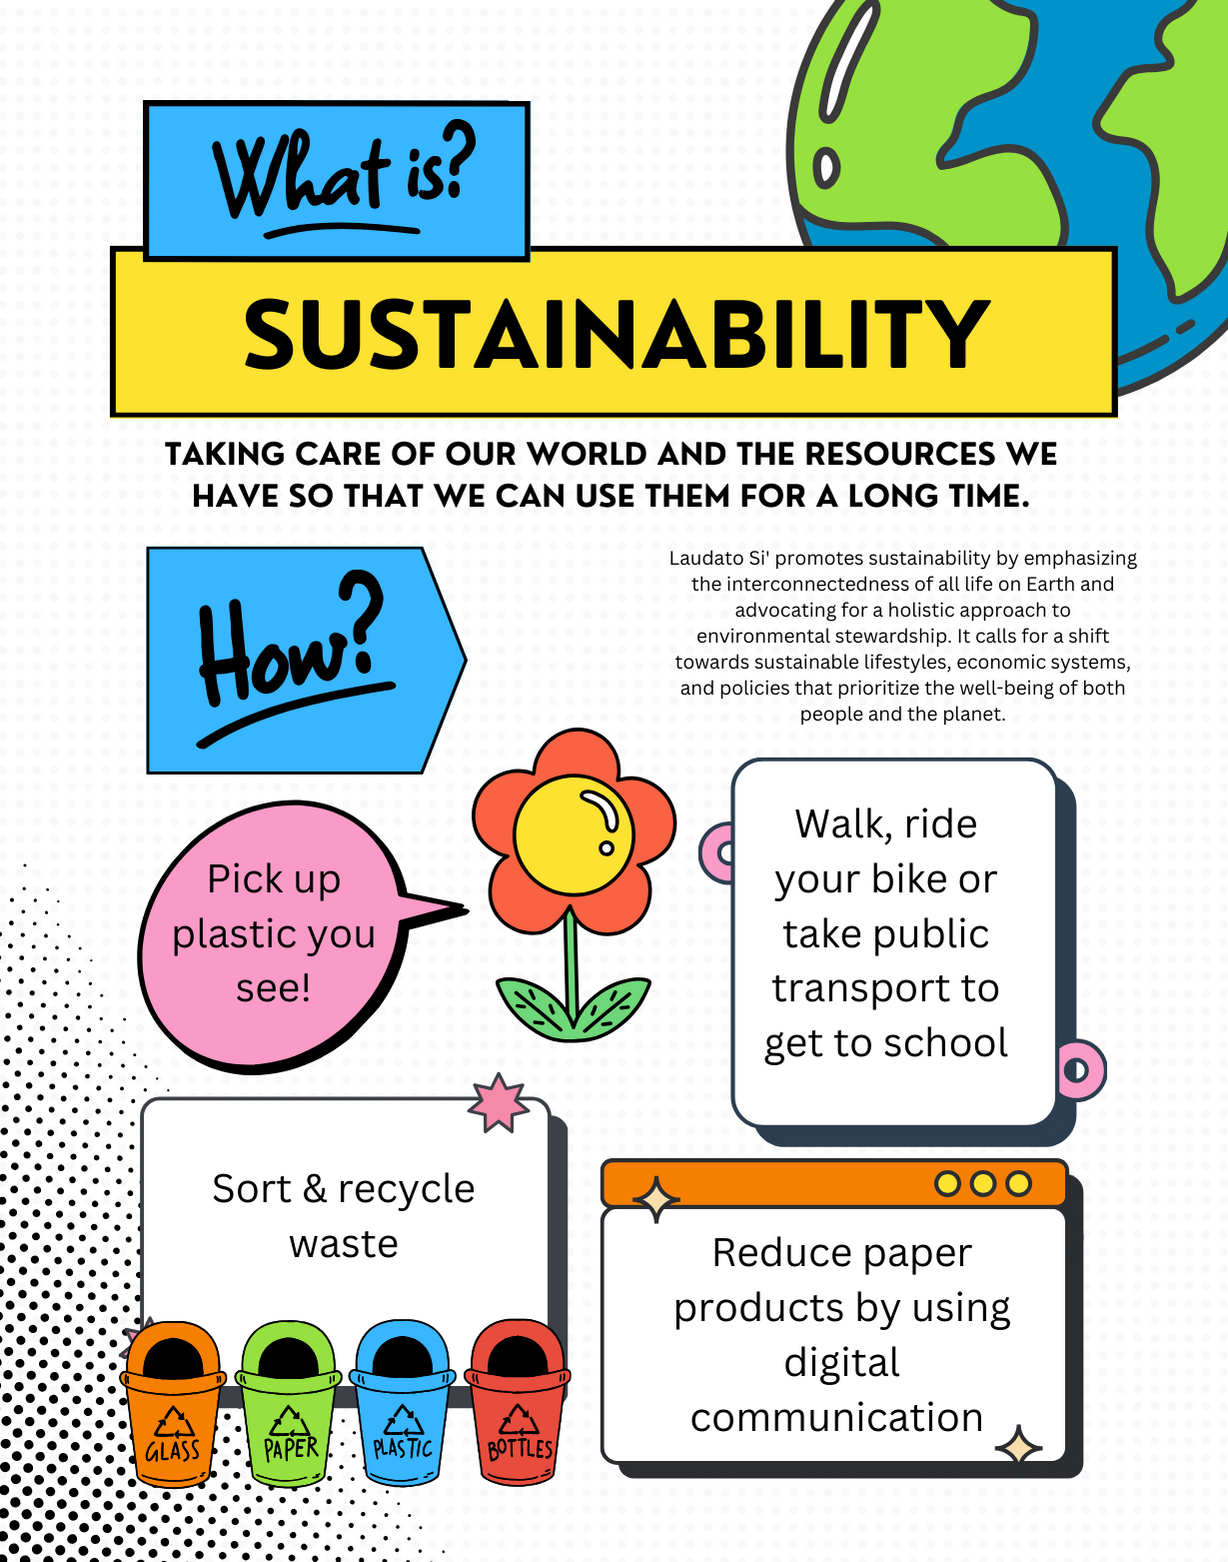 What is?
SUSTAINABILITY
TAKING CARE OF OUR WORLD AND THE RESOURCES WE
HAVE SO THAT WE CAN USE THEM FOR A LONG TIME.
How?
Laudato Si' promotes sustainability by emphasizing
the interconnectedness of all life on Earth and
advocating for a holistic approach to
environmental stewardship. It calls for a shift
towards sustainable lifestyles, economic systems,
and policies that prioritize the well-being of both
people and the planet.
Pick up
plastic you
see!
Walk, ride
your bike or
take public
transport to
get to school
Sort & recycle
waste
GLASS
PAPER
PLASTIC
BOTTLES
Reduce paper
products by using
digital
communication